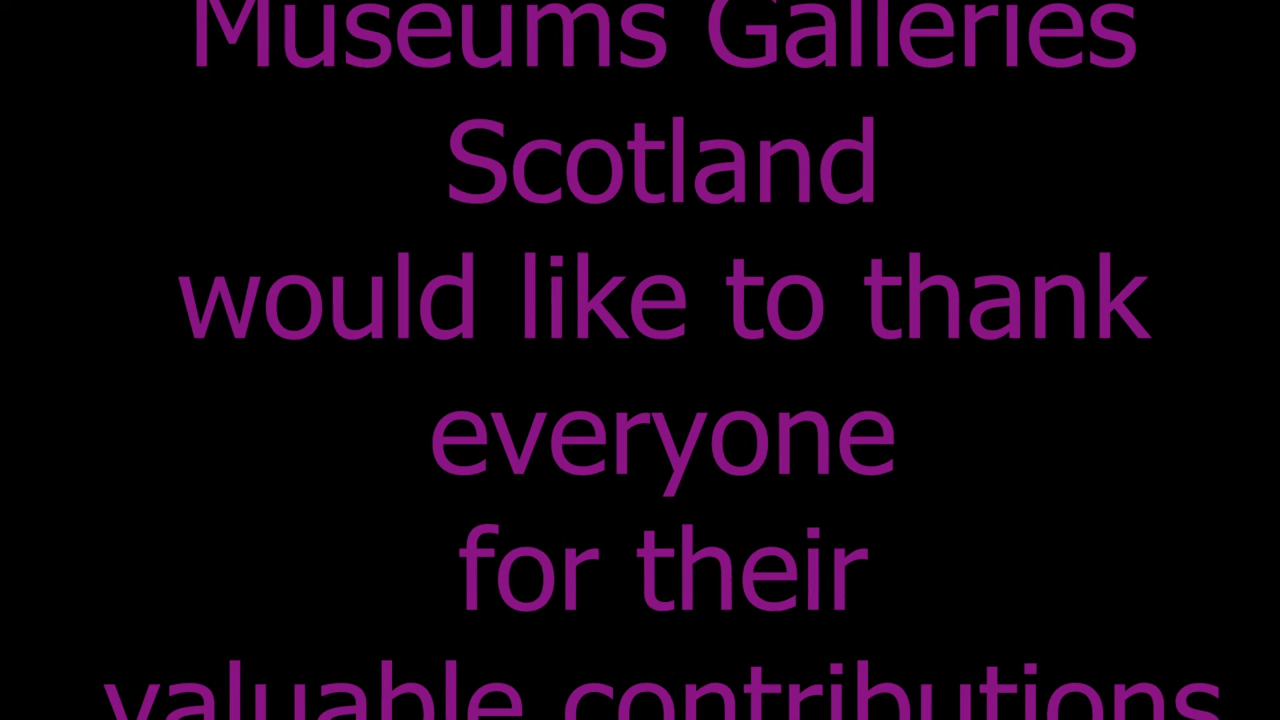 Museums Galleries
Scotland
would like to thank
everyone
for their
valuable contributions